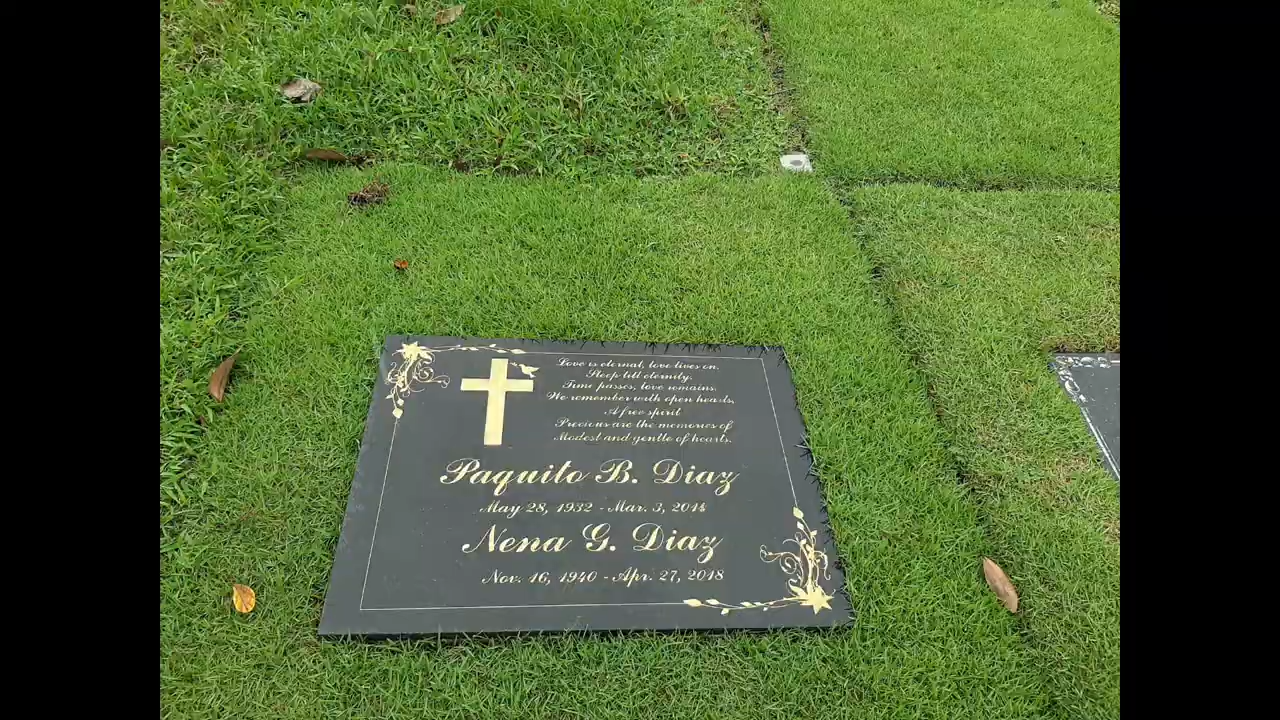 Love is eternal, love lives on.
Sleep till eternity.
Time passes, love remains.
We remember with open hearts,
A free spirit
Precious are the memories of
Modest and gentle of hearts.
Paquito B. Diaz
May 28, 1932 - Mar. 3, 2011
Nena G. Diaz
Nov. 16, 1940 - Apr. 27, 2018